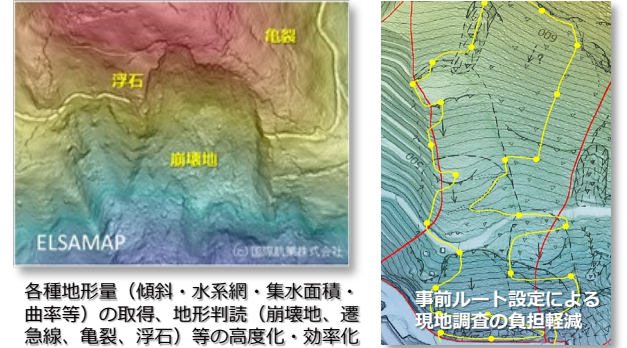 亀裂
浮石
崩壊地
ELSAMAP
(c)国際航業株式会社
各種地形量（傾斜・水系網・集水面積・
曲率等）の取得、地形判読（崩壊地、遷
急線、亀裂、浮石）等の高度化・効率化
600
?
事前ルート設定による
現地調査の負担軽減